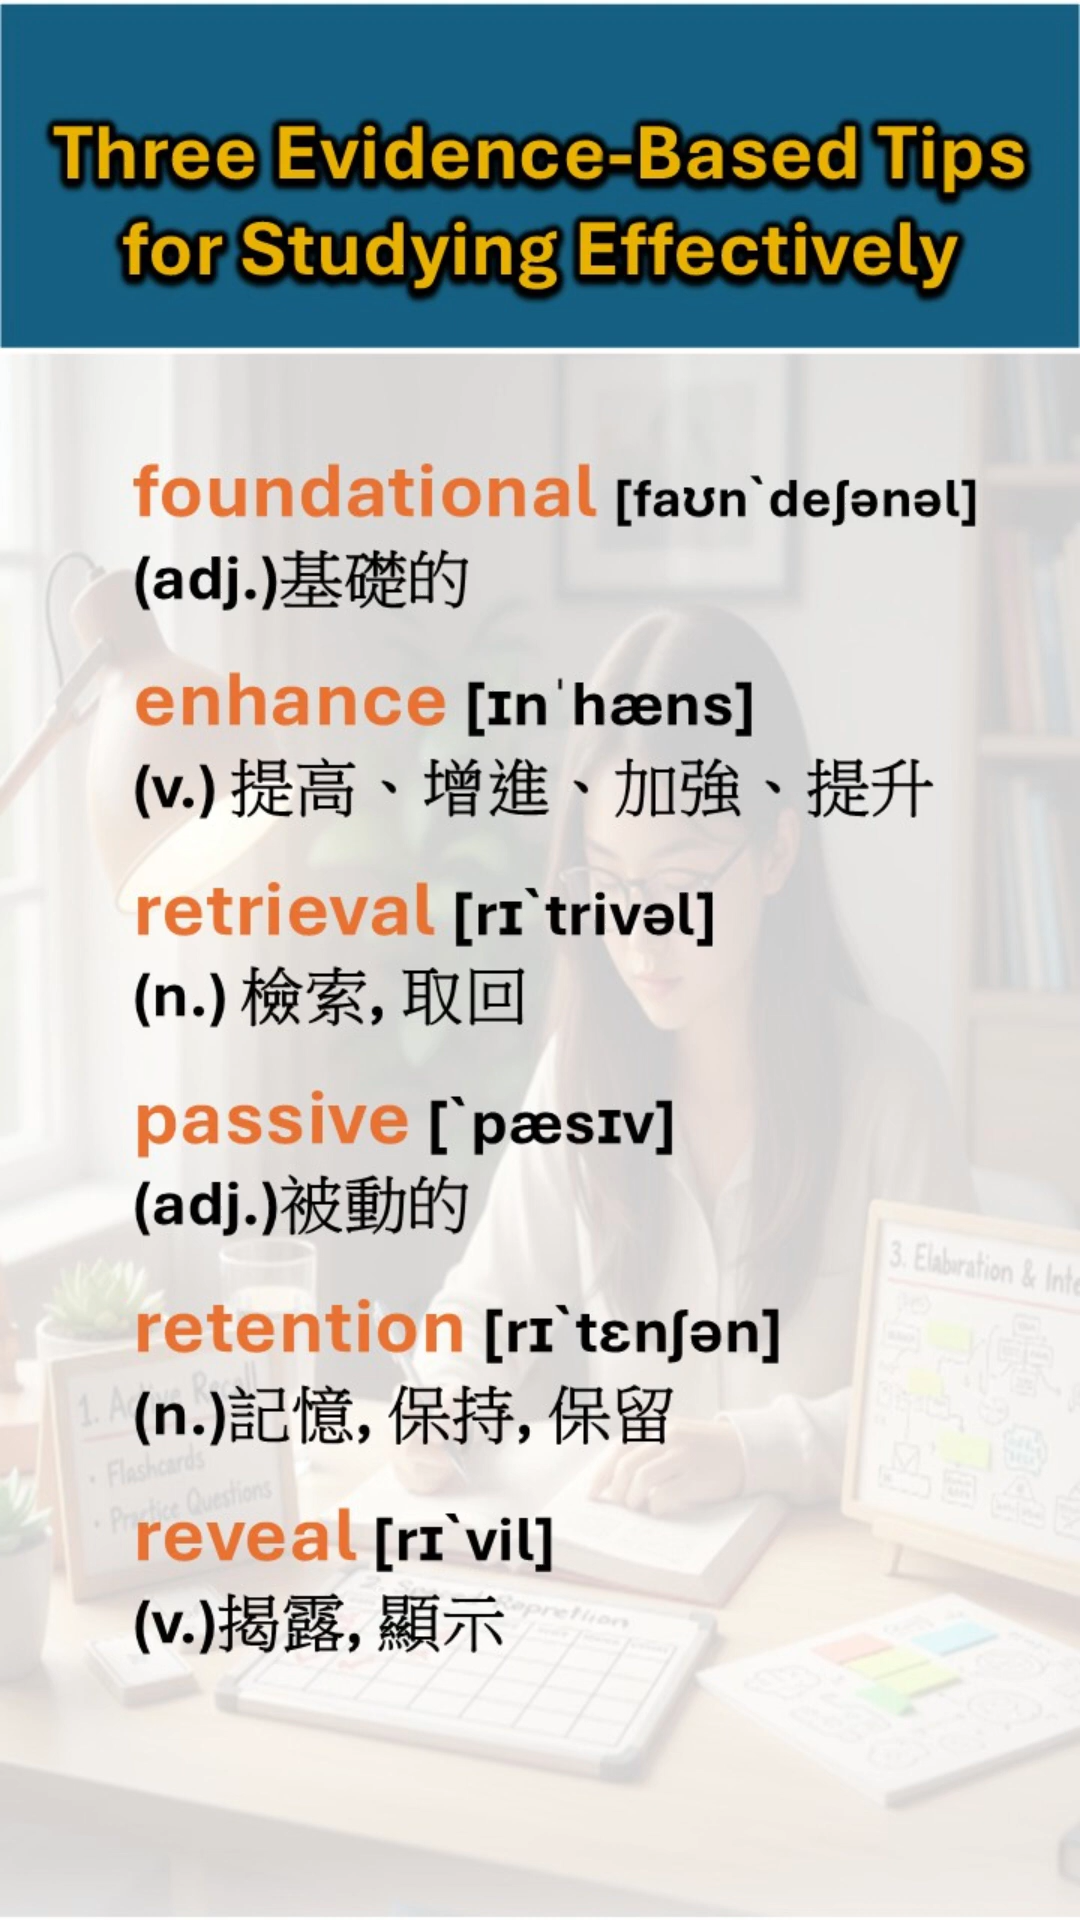 Three Evidence-Based Tips
for Studying Effectively
foundational [faʊn`deʃənəl]
(adj.)基礎的
enhance [ɪnˈhæns]
(v.) 提高、增進、加強、提升
retrieval [rɪ`trivəl]
(n.) 檢索, 取回
passive [`pæsɪv]
(adj.)被動的
retention [rɪ`tɛnʃən]
(n.)記憶, 保持, 保留
reveal [rɪ`vil]
(v.)揭露, 顯示
3. Elaboration &
1. Active Recall
• Flashcards
• Practice Questions